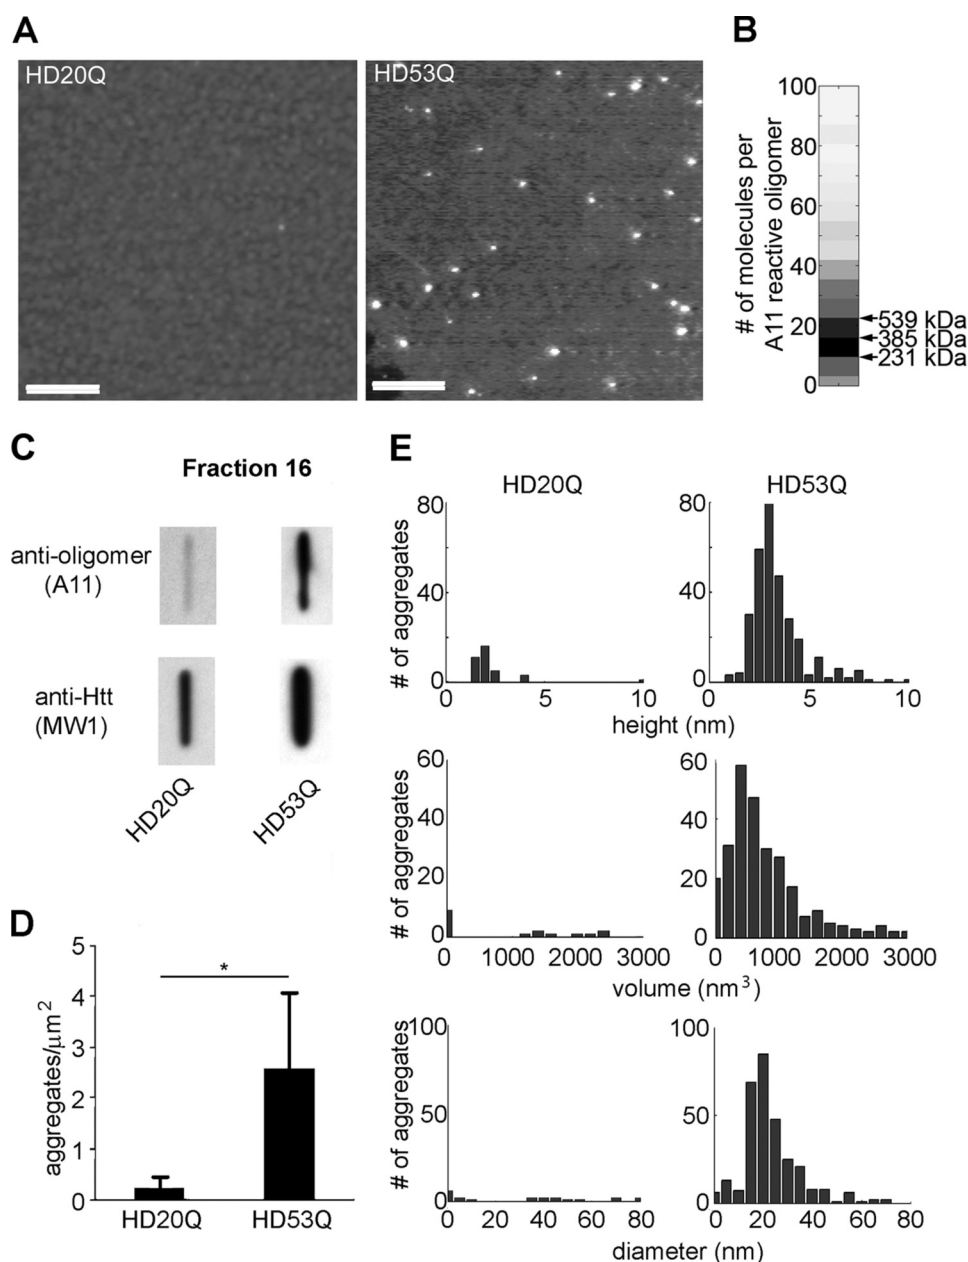 A
HD20Q
HD53Q
B
# of molecules per
A11 reactive oligomer
100
80
60
40
20
0
539 kDa
385 kDa
231 kDa
C
Fraction 16
anti-oligomer
(A11)
anti-Htt
(MW1)
HD20Q
HD53Q
D
aggregates/μm²
5
4
3
2
1
0
*
HD20Q
HD53Q
E
HD20Q
HD53Q
# of aggregates
80
40
0
0
5
10
80
40
0
0
5
10
height (nm)
# of aggregates
60
40
20
0
0
1000
2000
3000
60
40
20
0
0
1000
2000
3000
volume (nm³)
# of aggregates
100
50
0
0
20
40
60
80
100
50
0
0
20
40
60
80
diameter (nm)